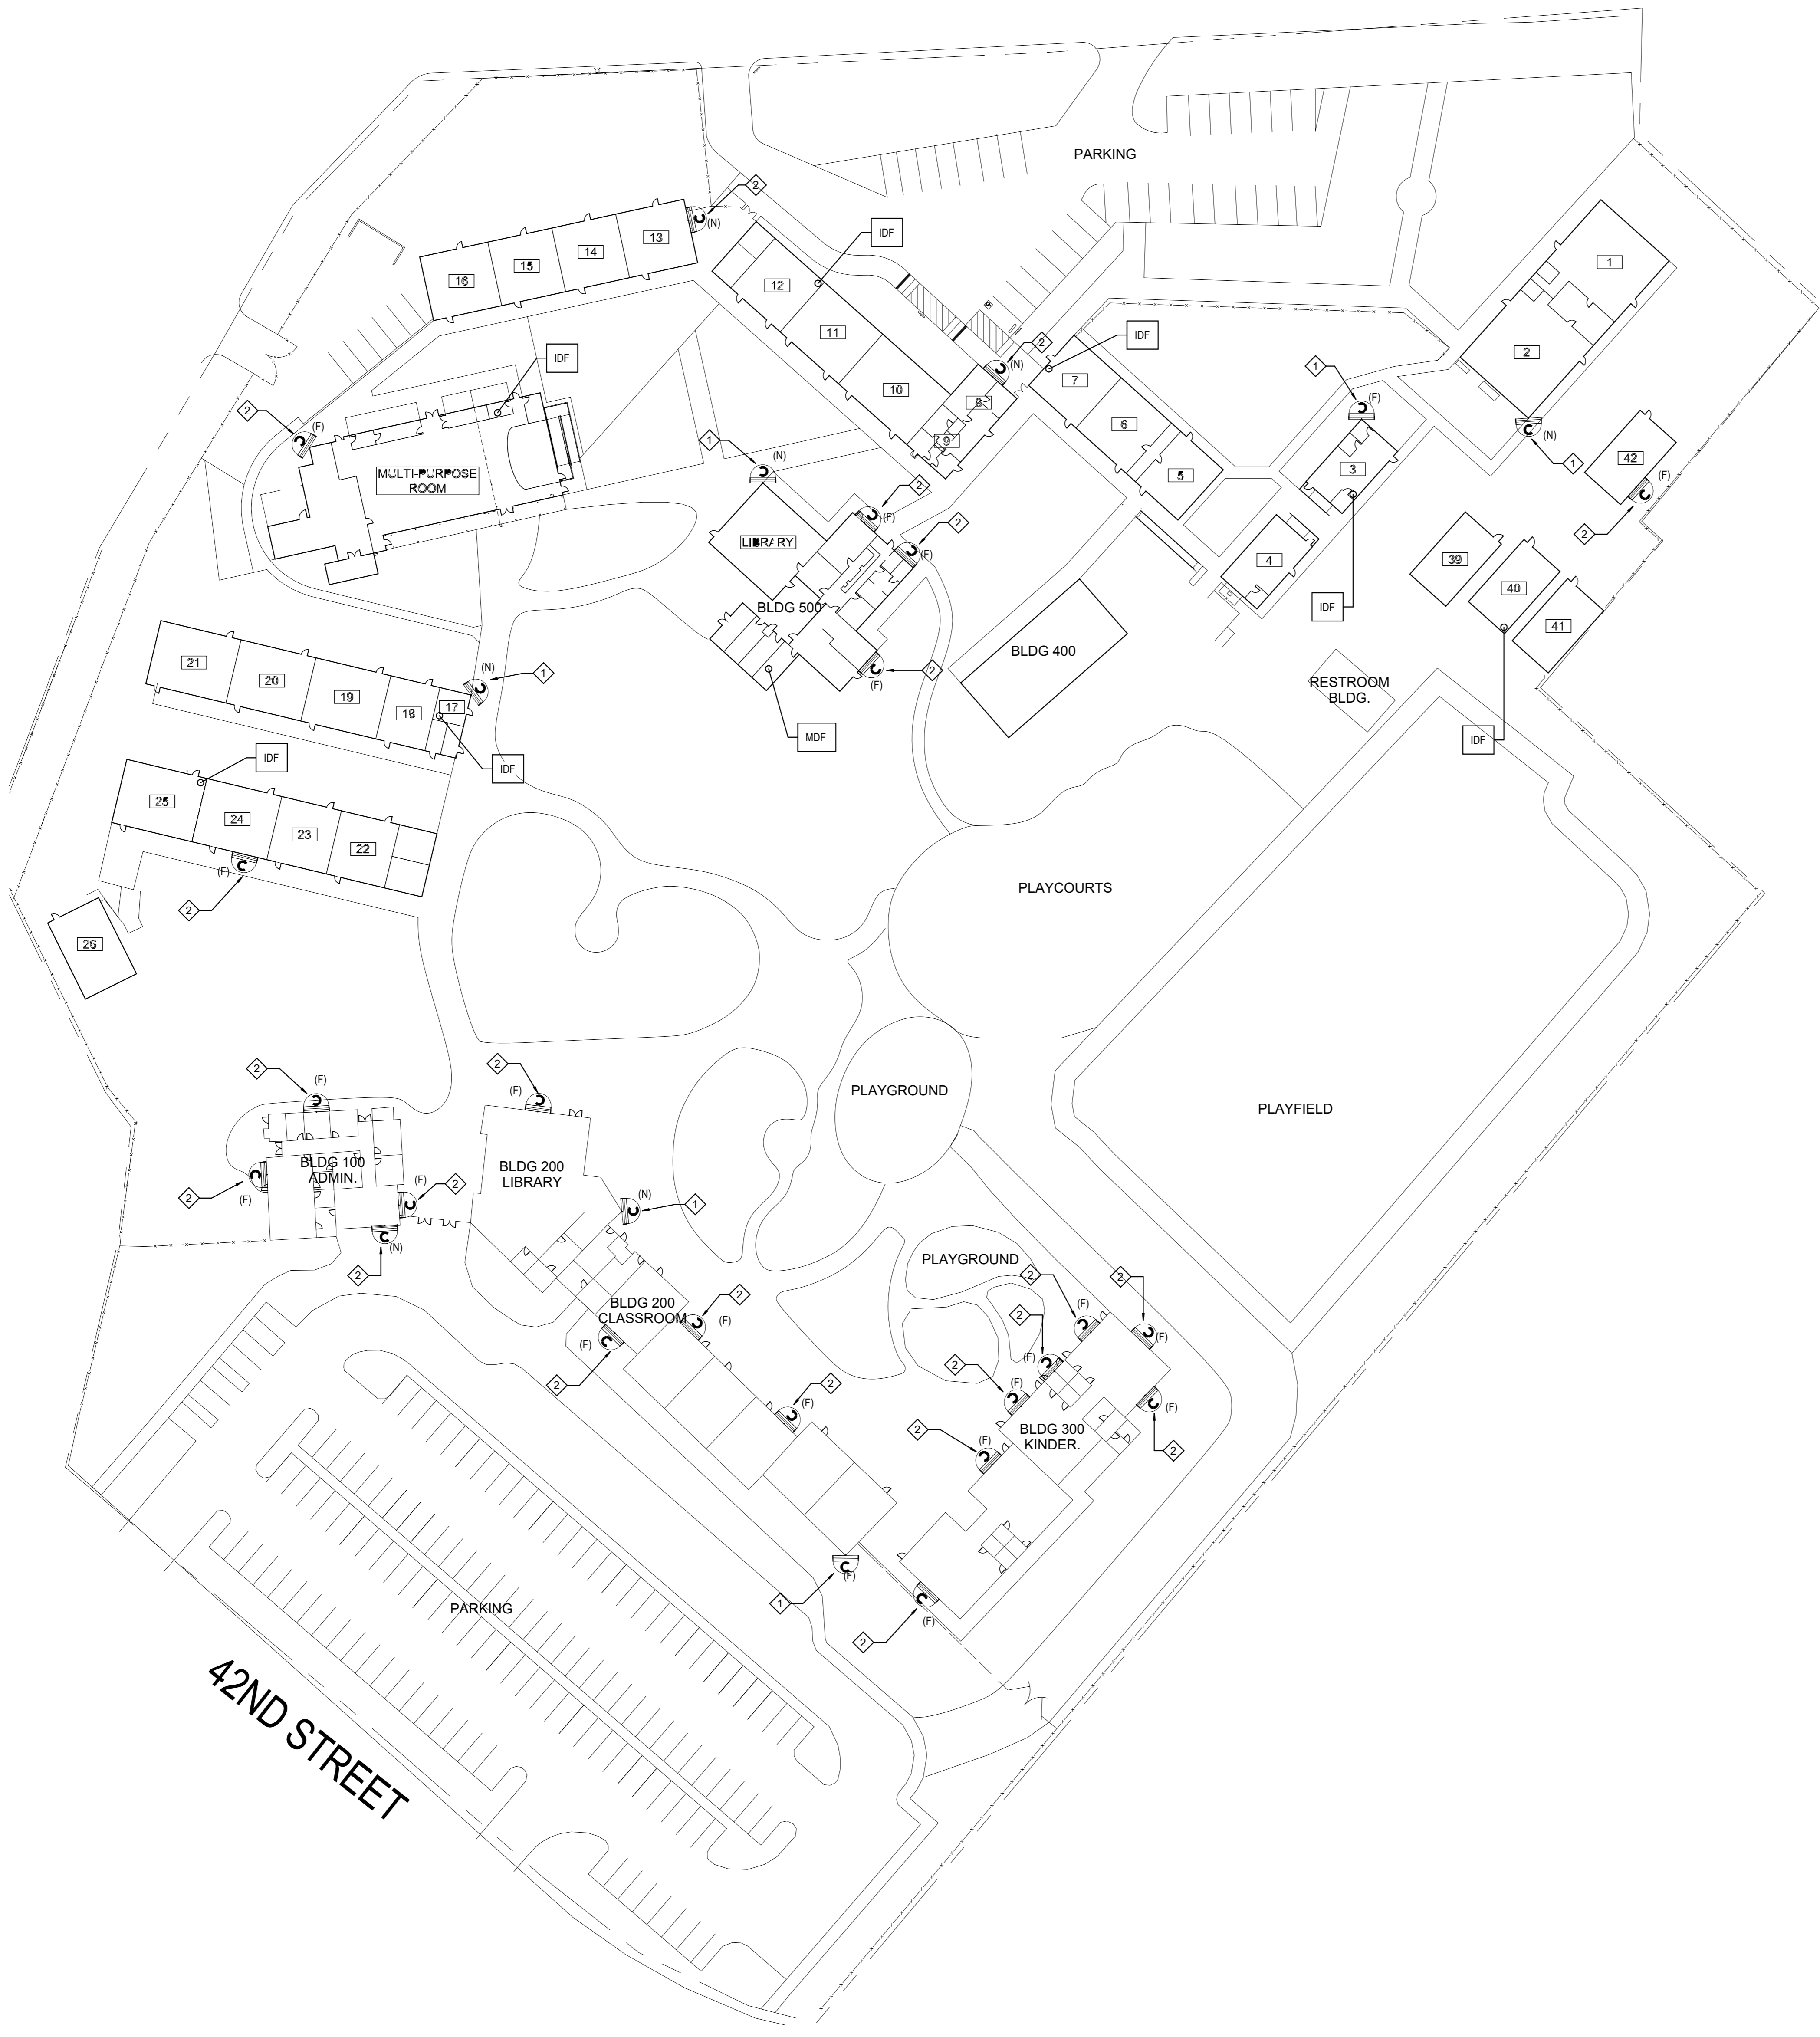 PARKING
2
(N)
IDF
13
14
15
16
12
11
10
8
9
2
(N)
IDF
7
6
5
1
2
1
(F)
3
IDF
4
(N)
1
42
(F)
2
39
40
41
IDF
RESTROOM
BLDG.
IDF
2
(F)
MULTI-PURPOSE
ROOM
1
(N)
LIBRARY
2
(F)
2
(F)
BLDG 500
2
(F)
MDF
BLDG 400
21
20
19
18
17
(N)
1
IDF
IDF
25
24
23
22
(F)
2
26
PLAYCOURTS
PLAYGROUND
PLAYFIELD
2
(F)
2
(F)
BLDG 100
ADMIN.
2
(F)
2
(F)
(N)
2
BLDG 200
LIBRARY
(N)
1
PLAYGROUND
BLDG 200
CLASSROOM
2
(F)
(F)
2
2
(F)
2
(F)
2
(F)
2
(F)
2
(F)
2
(F)
BLDG 300
KINDER.
(F)
2
1
(F)
2
(F)
PARKING
42ND STREET